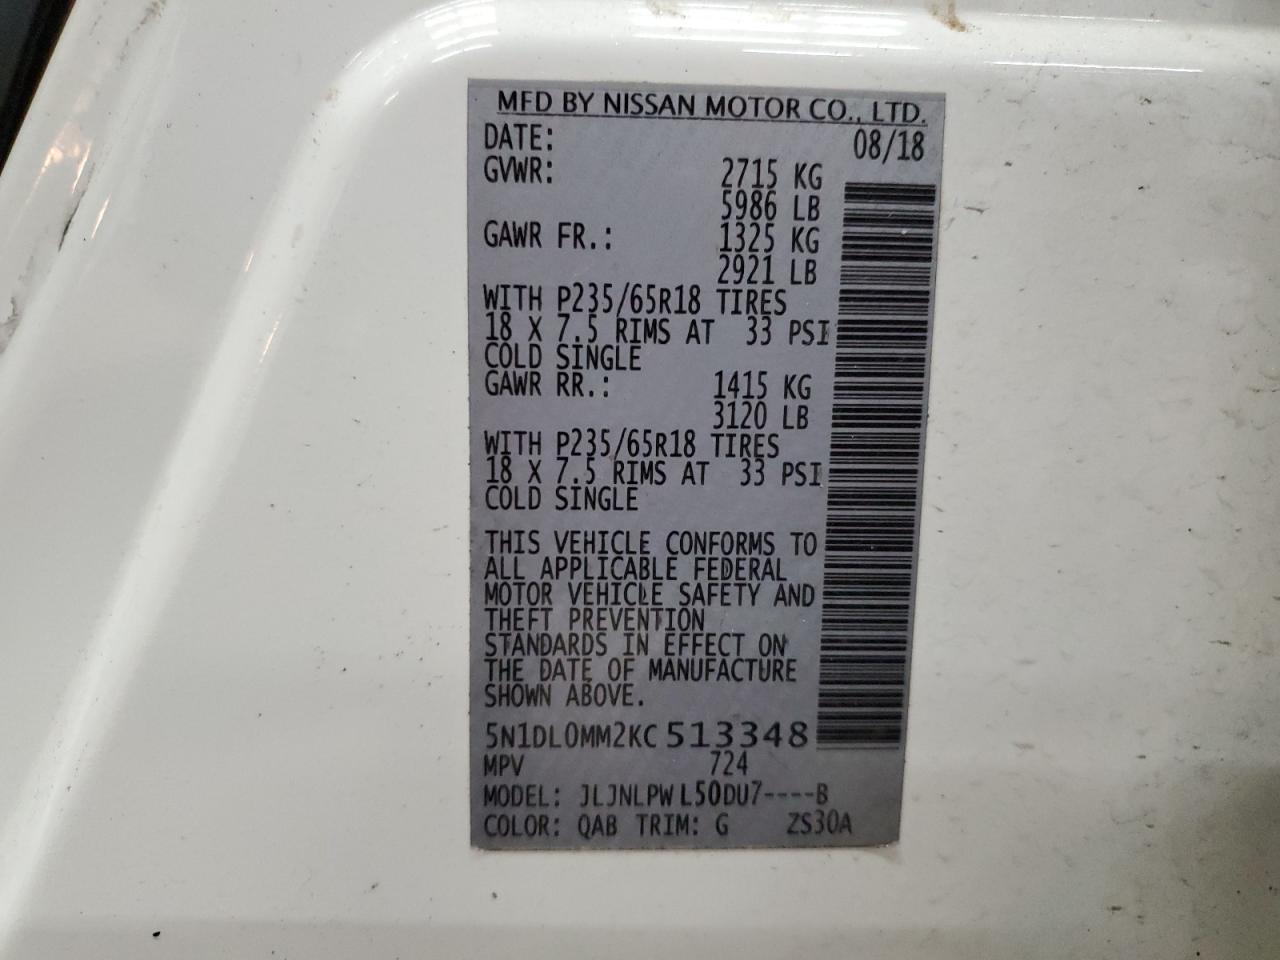 MFD BY NISSAN MOTOR CO., LTD.
DATE: 08/18
GVWR: 2715 KG
5986 LB
GAWR FR.: 1325 KG
2921 LB
WITH P235/65R18 TIRES
18 X 7.5 RIMS AT 33 PSI
COLD SINGLE
GAWR RR.: 1415 KG
3120 LB
WITH P235/65R18 TIRES
18 X 7.5 RIMS AT 33 PSI
COLD SINGLE
THIS VEHICLE CONFORMS TO
ALL APPLICABLE FEDERAL
MOTOR VEHICLE SAFETY AND
THEFT PREVENTION
STANDARDS IN EFFECT ON
THE DATE OF MANUFACTURE
SHOWN ABOVE.
5N1DL0MM2KC513348
MPV 724
MODEL: JLJNLPWL50DU7----B
COLOR: QAB TRIM: G ZS30A